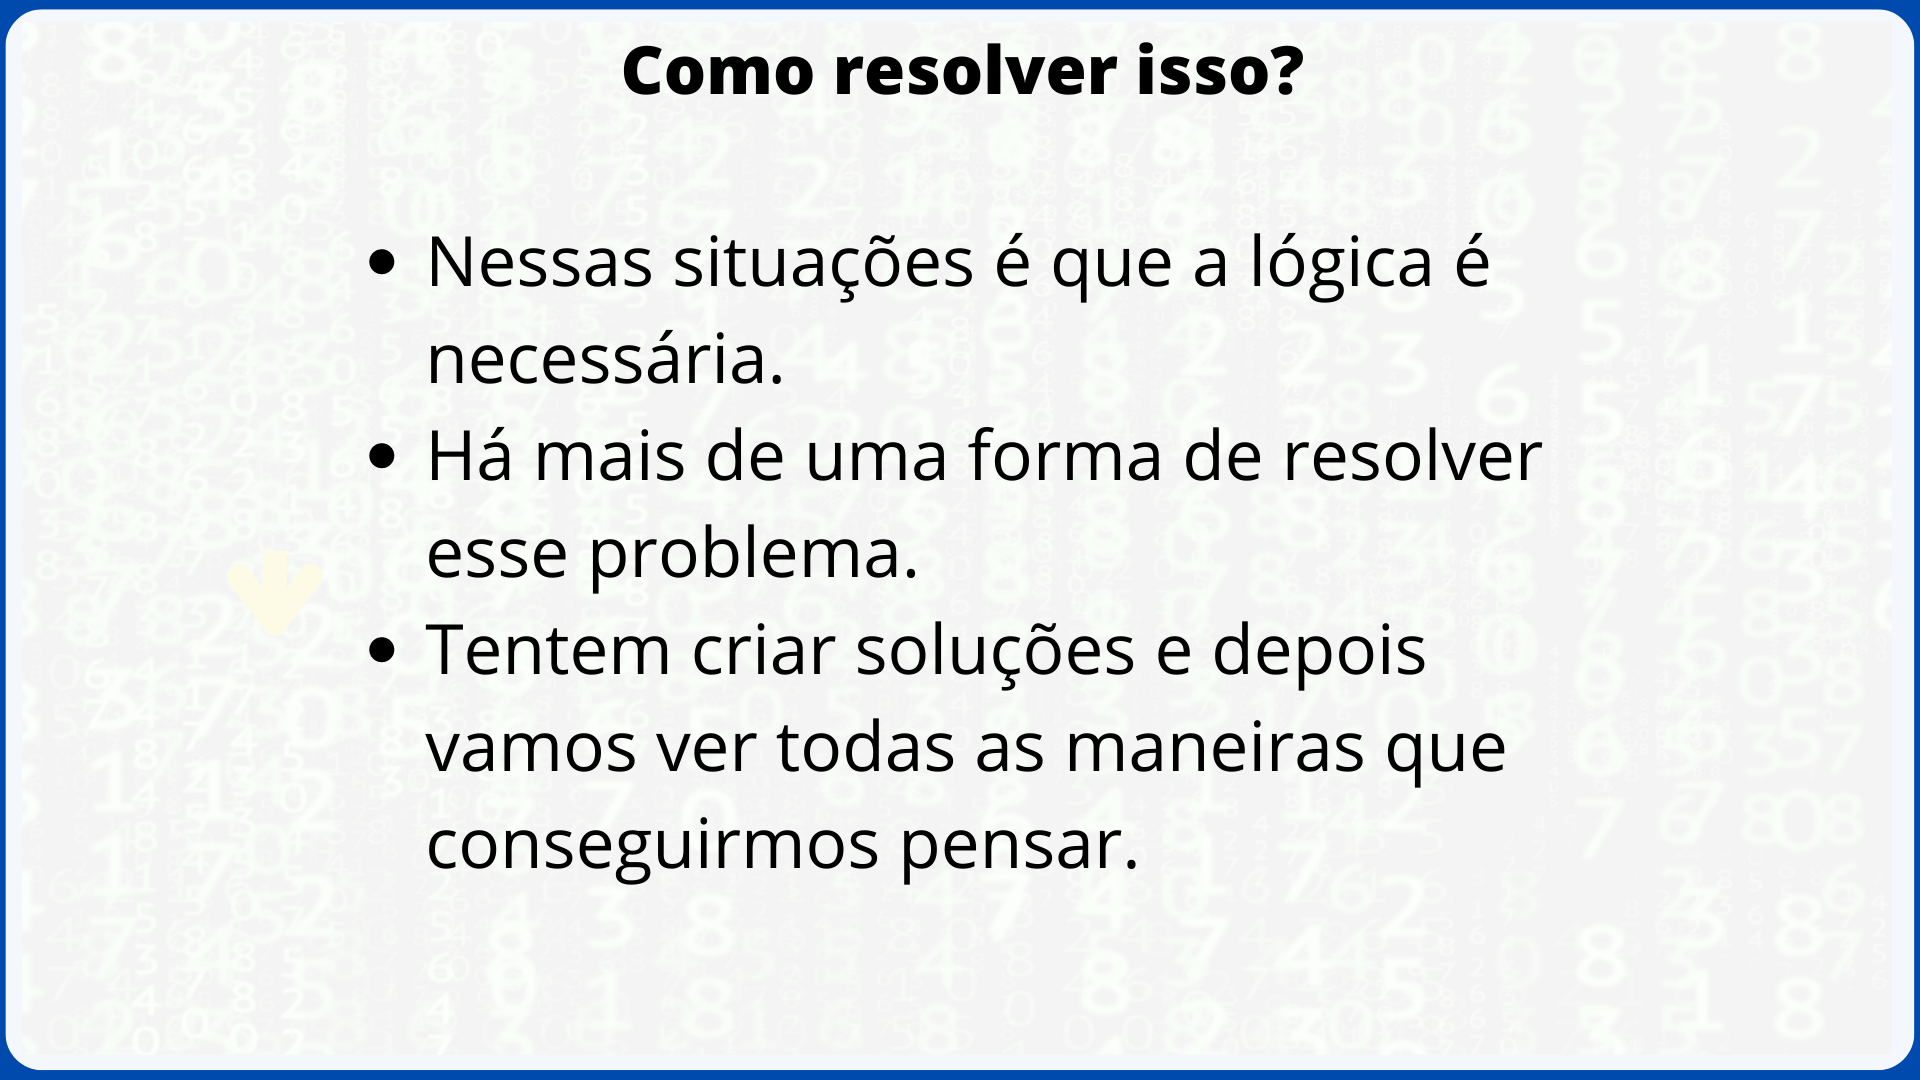 Como resolver isso?
• Nessas situações é que a lógica é
necessária.
• Há mais de uma forma de resolver
esse problema.
• Tentem criar soluções e depois
vamos ver todas as maneiras que
conseguirmos pensar.